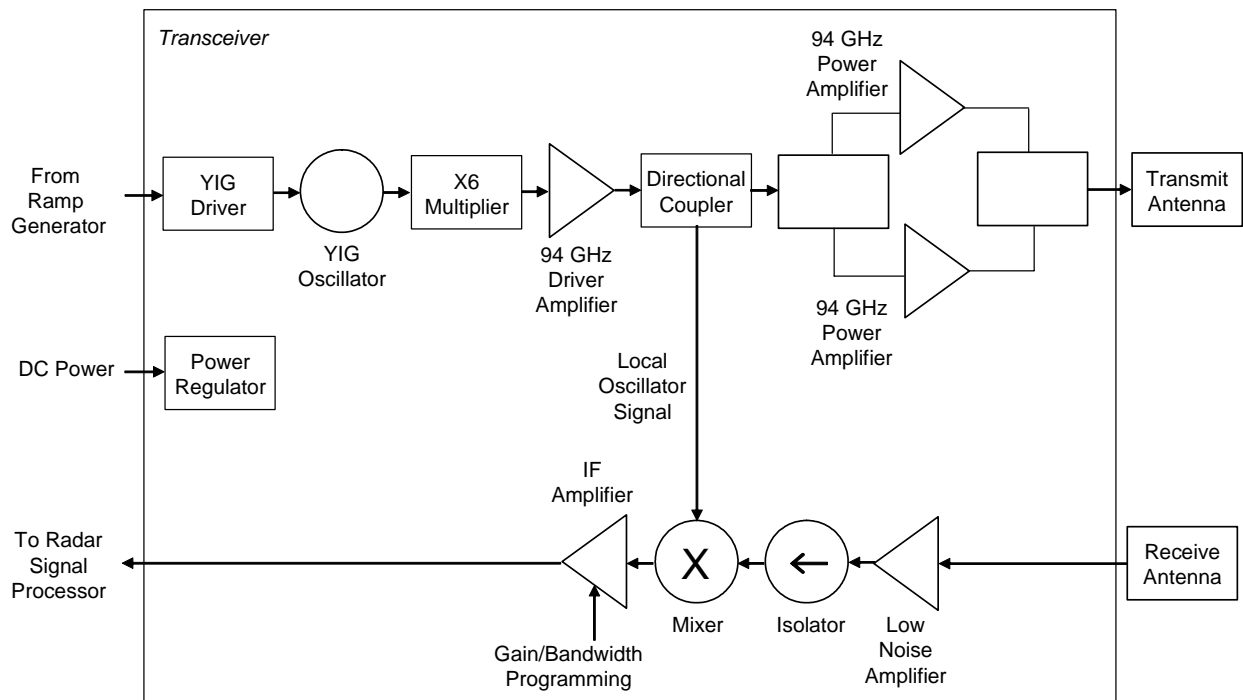 Transceiver
94 GHz
Power
Amplifier
From
Ramp
Generator
YIG
Driver
YIG
Oscillator
X6
Multiplier
94 GHz
Driver
Amplifier
Directional
Coupler
94 GHz
Power
Amplifier
Transmit
Antenna
DC Power
Power
Regulator
Local
Oscillator
Signal
IF
Amplifier
To Radar
Signal
Processor
X
Mixer
Isolator
Low
Noise
Amplifier
Receive
Antenna
Gain/Bandwidth
Programming